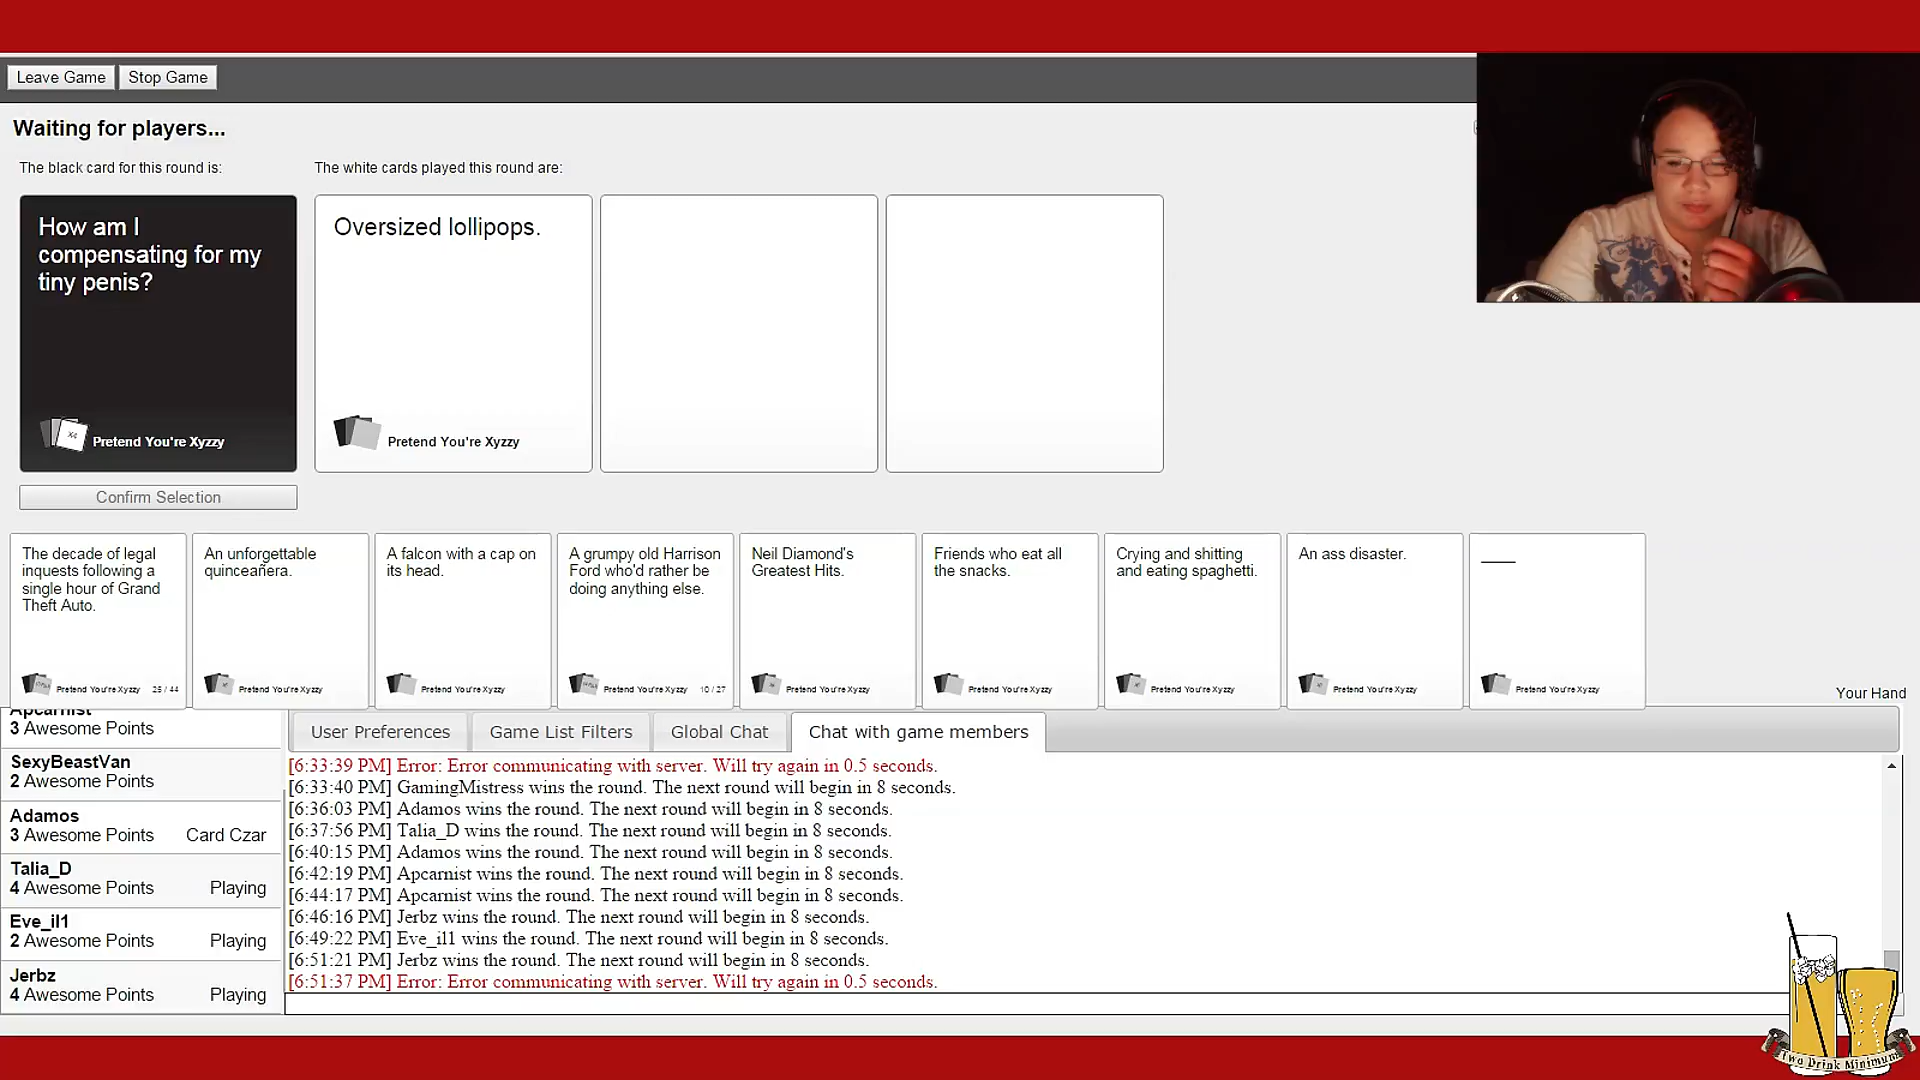 Leave Game Stop Game
Waiting for players...
The black card for this round is:
The white cards played this round are:
How am I
compensating for my
tiny penis?
X4
Pretend You're Xyzzy
Oversized lollipops.
Pretend You're Xyzzy
Confirm Selection
The decade of legal
inquests following a
single hour of Grand
Theft Auto.
Pretend You're Xyzzy 25 / 44
An unforgettable
quinceañera.
Pretend You're Xyzzy
A falcon with a cap on
its head.
Pretend You're Xyzzy
A grumpy old Harrison
Ford who'd rather be
doing anything else.
Pretend You're Xyzzy 10 / 27
Neil Diamond's
Greatest Hits.
Pretend You're Xyzzy
Friends who eat all
the snacks.
Pretend You're Xyzzy
Crying and shitting
and eating spaghetti.
Pretend You're Xyzzy
An ass disaster.
Pretend You're Xyzzy
____
Pretend You're Xyzzy
Your Hand
Apcarnist
3 Awesome Points
SexyBeastVan
2 Awesome Points
Adamos
3 Awesome Points Card Czar
Talia_D
4 Awesome Points Playing
Eve_il1
2 Awesome Points Playing
Jerbz
4 Awesome Points Playing
User Preferences Game List Filters Global Chat Chat with game members
[6:33:39 PM] Error: Error communicating with server. Will try again in 0.5 seconds.
[6:33:40 PM] GamingMistress wins the round. The next round will begin in 8 seconds.
[6:36:03 PM] Adamos wins the round. The next round will begin in 8 seconds.
[6:37:56 PM] Talia_D wins the round. The next round will begin in 8 seconds.
[6:40:15 PM] Adamos wins the round. The next round will begin in 8 seconds.
[6:42:19 PM] Apcarnist wins the round. The next round will begin in 8 seconds.
[6:44:17 PM] Apcarnist wins the round. The next round will begin in 8 seconds.
[6:46:16 PM] Jerbz wins the round. The next round will begin in 8 seconds.
[6:49:22 PM] Eve_il1 wins the round. The next round will begin in 8 seconds.
[6:51:21 PM] Jerbz wins the round. The next round will begin in 8 seconds.
[6:51:37 PM] Error: Error communicating with server. Will try again in 0.5 seconds.
Two Drink Minimum